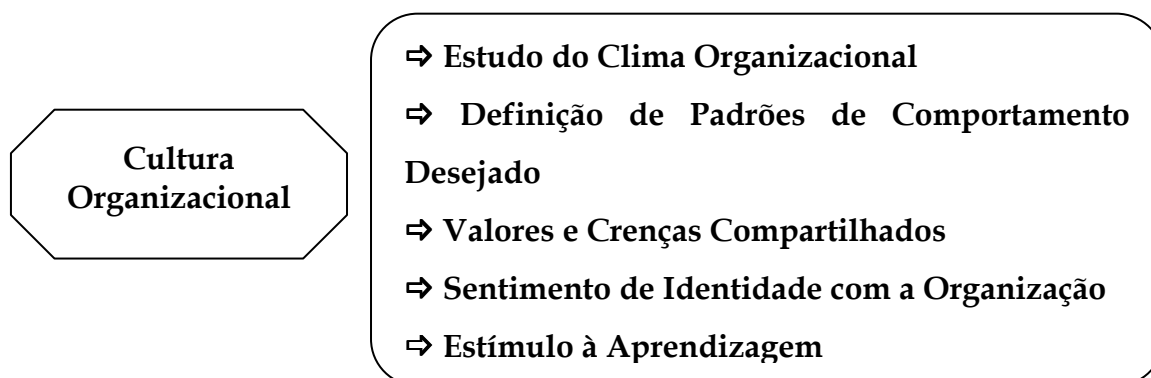 Cultura
Organizacional
⇨ Estudo do Clima Organizacional
⇨ Definição de Padrões de Comportamento
Desejado
⇨ Valores e Crenças Compartilhados
⇨ Sentimento de Identidade com a Organização
⇨ Estímulo à Aprendizagem